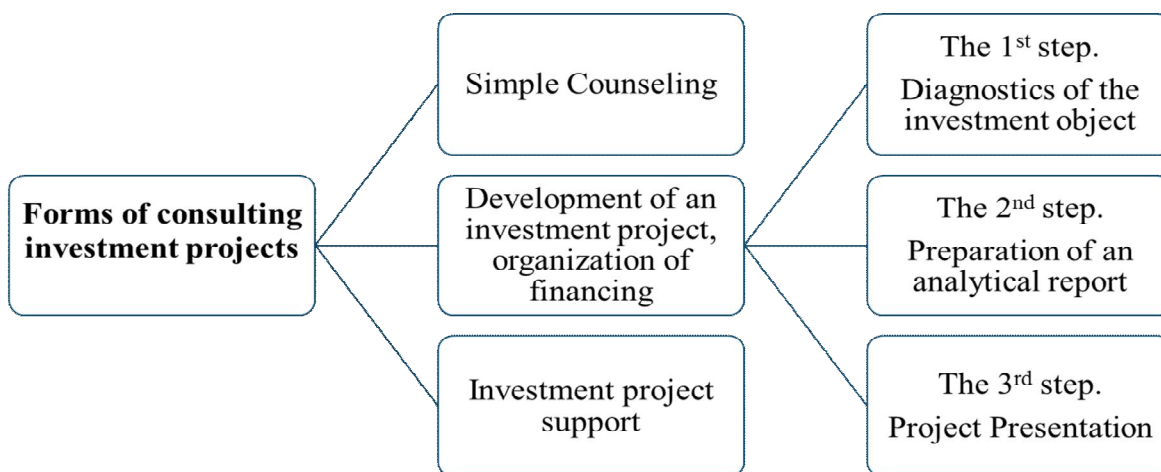 Forms of consulting
investment projects
Simple Counseling
Development of an
investment project,
organization of
financing
Investment project
support
The 1st step.
Diagnostics of the
investment object
The 2nd step.
Preparation of an
analytical report
The 3rd step.
Project Presentation